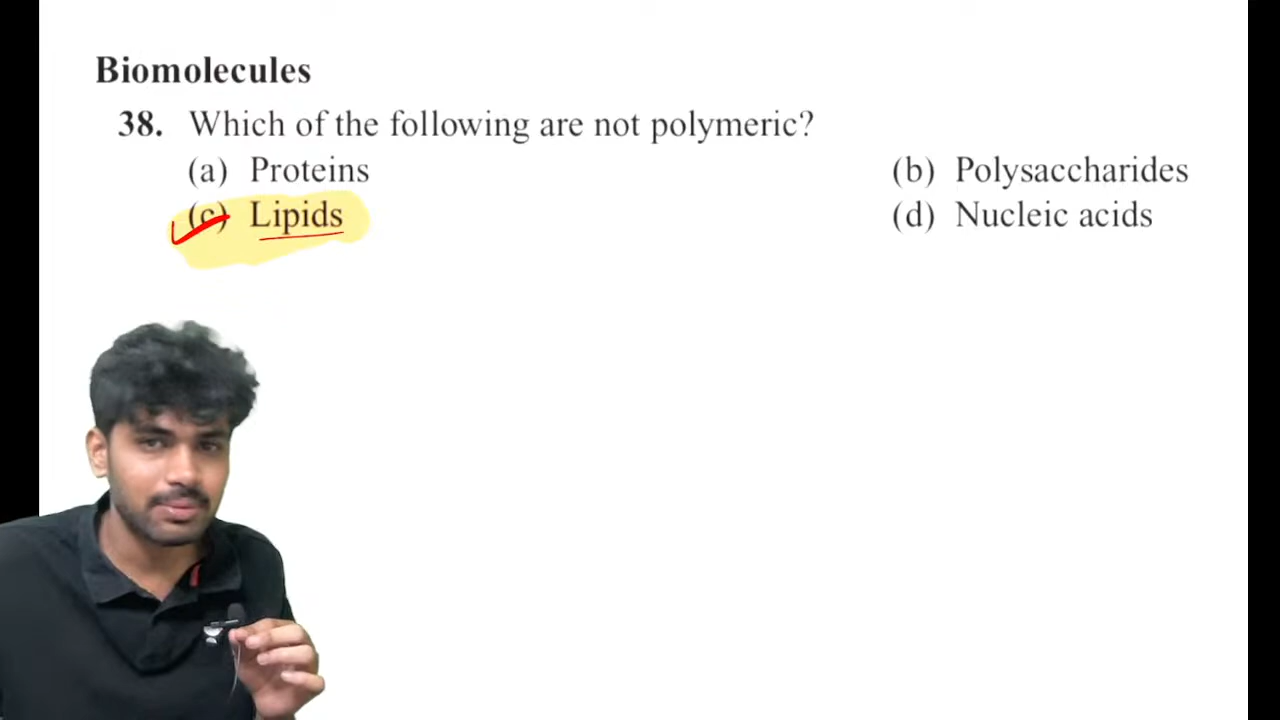 Biomolecules
38. Which of the following are not polymeric?
(a) Proteins (b) Polysaccharides
(c) Lipids (d) Nucleic acids